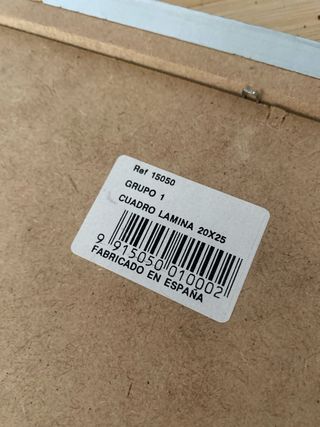 Ref 15050
GRUPO 1
CUADRO LAMINA 20X25
9 915050 010002
FABRICADO EN ESPAÑA